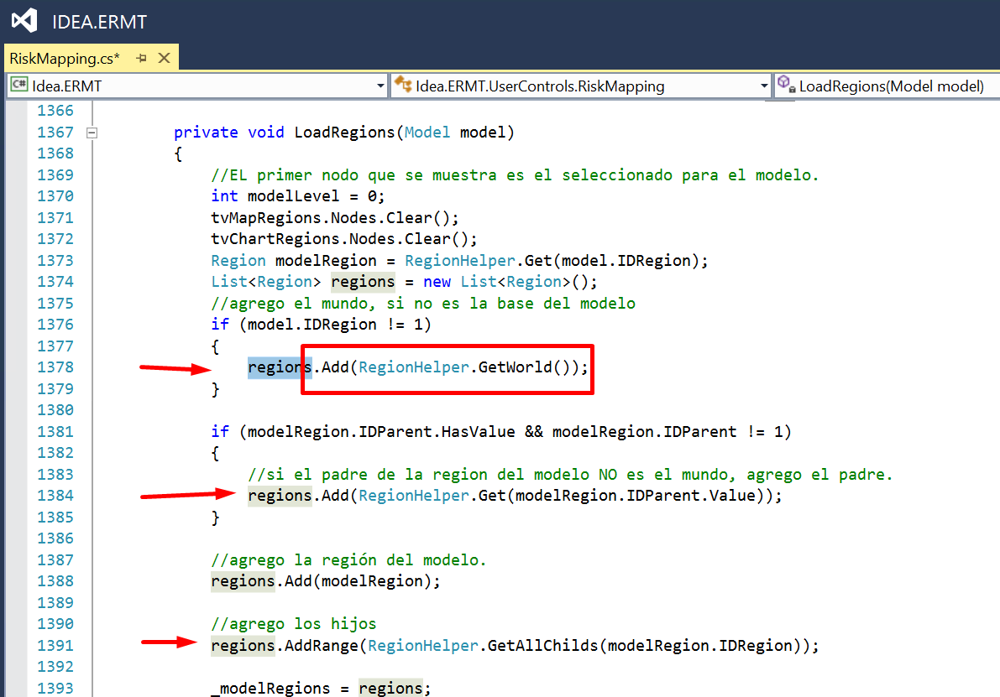 IDEA.ERMT
RiskMapping.cs*
C# Idea.ERMT Idea.ERMT.UserControls.RiskMapping LoadRegions(Model model)
1366
1367 private void LoadRegions(Model model)
1368 {
1369 //EL primer nodo que se muestra es el seleccionado para el modelo.
1370 int modelLevel = 0;
1371 tvMapRegions.Nodes.Clear();
1372 tvChartRegions.Nodes.Clear();
1373 Region modelRegion = RegionHelper.Get(model.IDRegion);
1374 List<Region> regions = new List<Region>();
1375 //agrego el mundo, si no es la base del modelo
1376 if (model.IDRegion != 1)
1377 {
1378 regions.Add(RegionHelper.GetWorld());
1379 }
1380
1381 if (modelRegion.IDParent.HasValue && modelRegion.IDParent != 1)
1382 {
1383 //si el padre de la region del modelo NO es el mundo, agrego el padre.
1384 regions.Add(RegionHelper.Get(modelRegion.IDParent.Value));
1385 }
1386
1387 //agrego la región del modelo.
1388 regions.Add(modelRegion);
1389
1390 //agrego los hijos
1391 regions.AddRange(RegionHelper.GetAllChilds(modelRegion.IDRegion));
1392
1393 _modelRegions = regions;